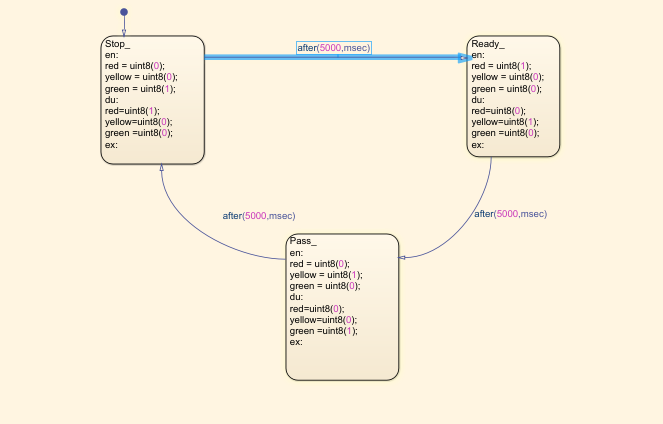 after(5000,msec)
Stop_
en:
red = uint8(0);
yellow = uint8(0);
green = uint8(1);
du:
red=uint8(1);
yellow=uint8(0);
green =uint8(0);
ex:
Ready_
en:
red = uint8(1);
yellow = uint8(0);
green = uint8(0);
du:
red=uint8(0);
yellow=uint8(1);
green =uint8(0);
ex:
after(5000,msec)
after(5000,msec)
Pass_
en:
red = uint8(0);
yellow = uint8(1);
green = uint8(0);
du:
red=uint8(0);
yellow=uint8(0);
green =uint8(1);
ex: